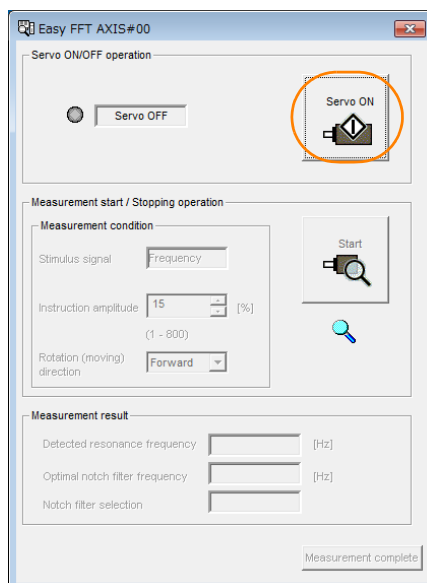 Easy FFT AXIS#00
Servo ON/OFF operation
Servo OFF
Servo ON
Measurement start / Stopping operation
Measurement condition
Stimulus signal Frequency
Instruction amplitude 15 [%]
(1 - 800)
Rotation (moving)
direction Forward
Start
Measurement result
Detected resonance frequency [Hz]
Optimal notch filter frequency [Hz]
Notch filter selection
Measurement complete